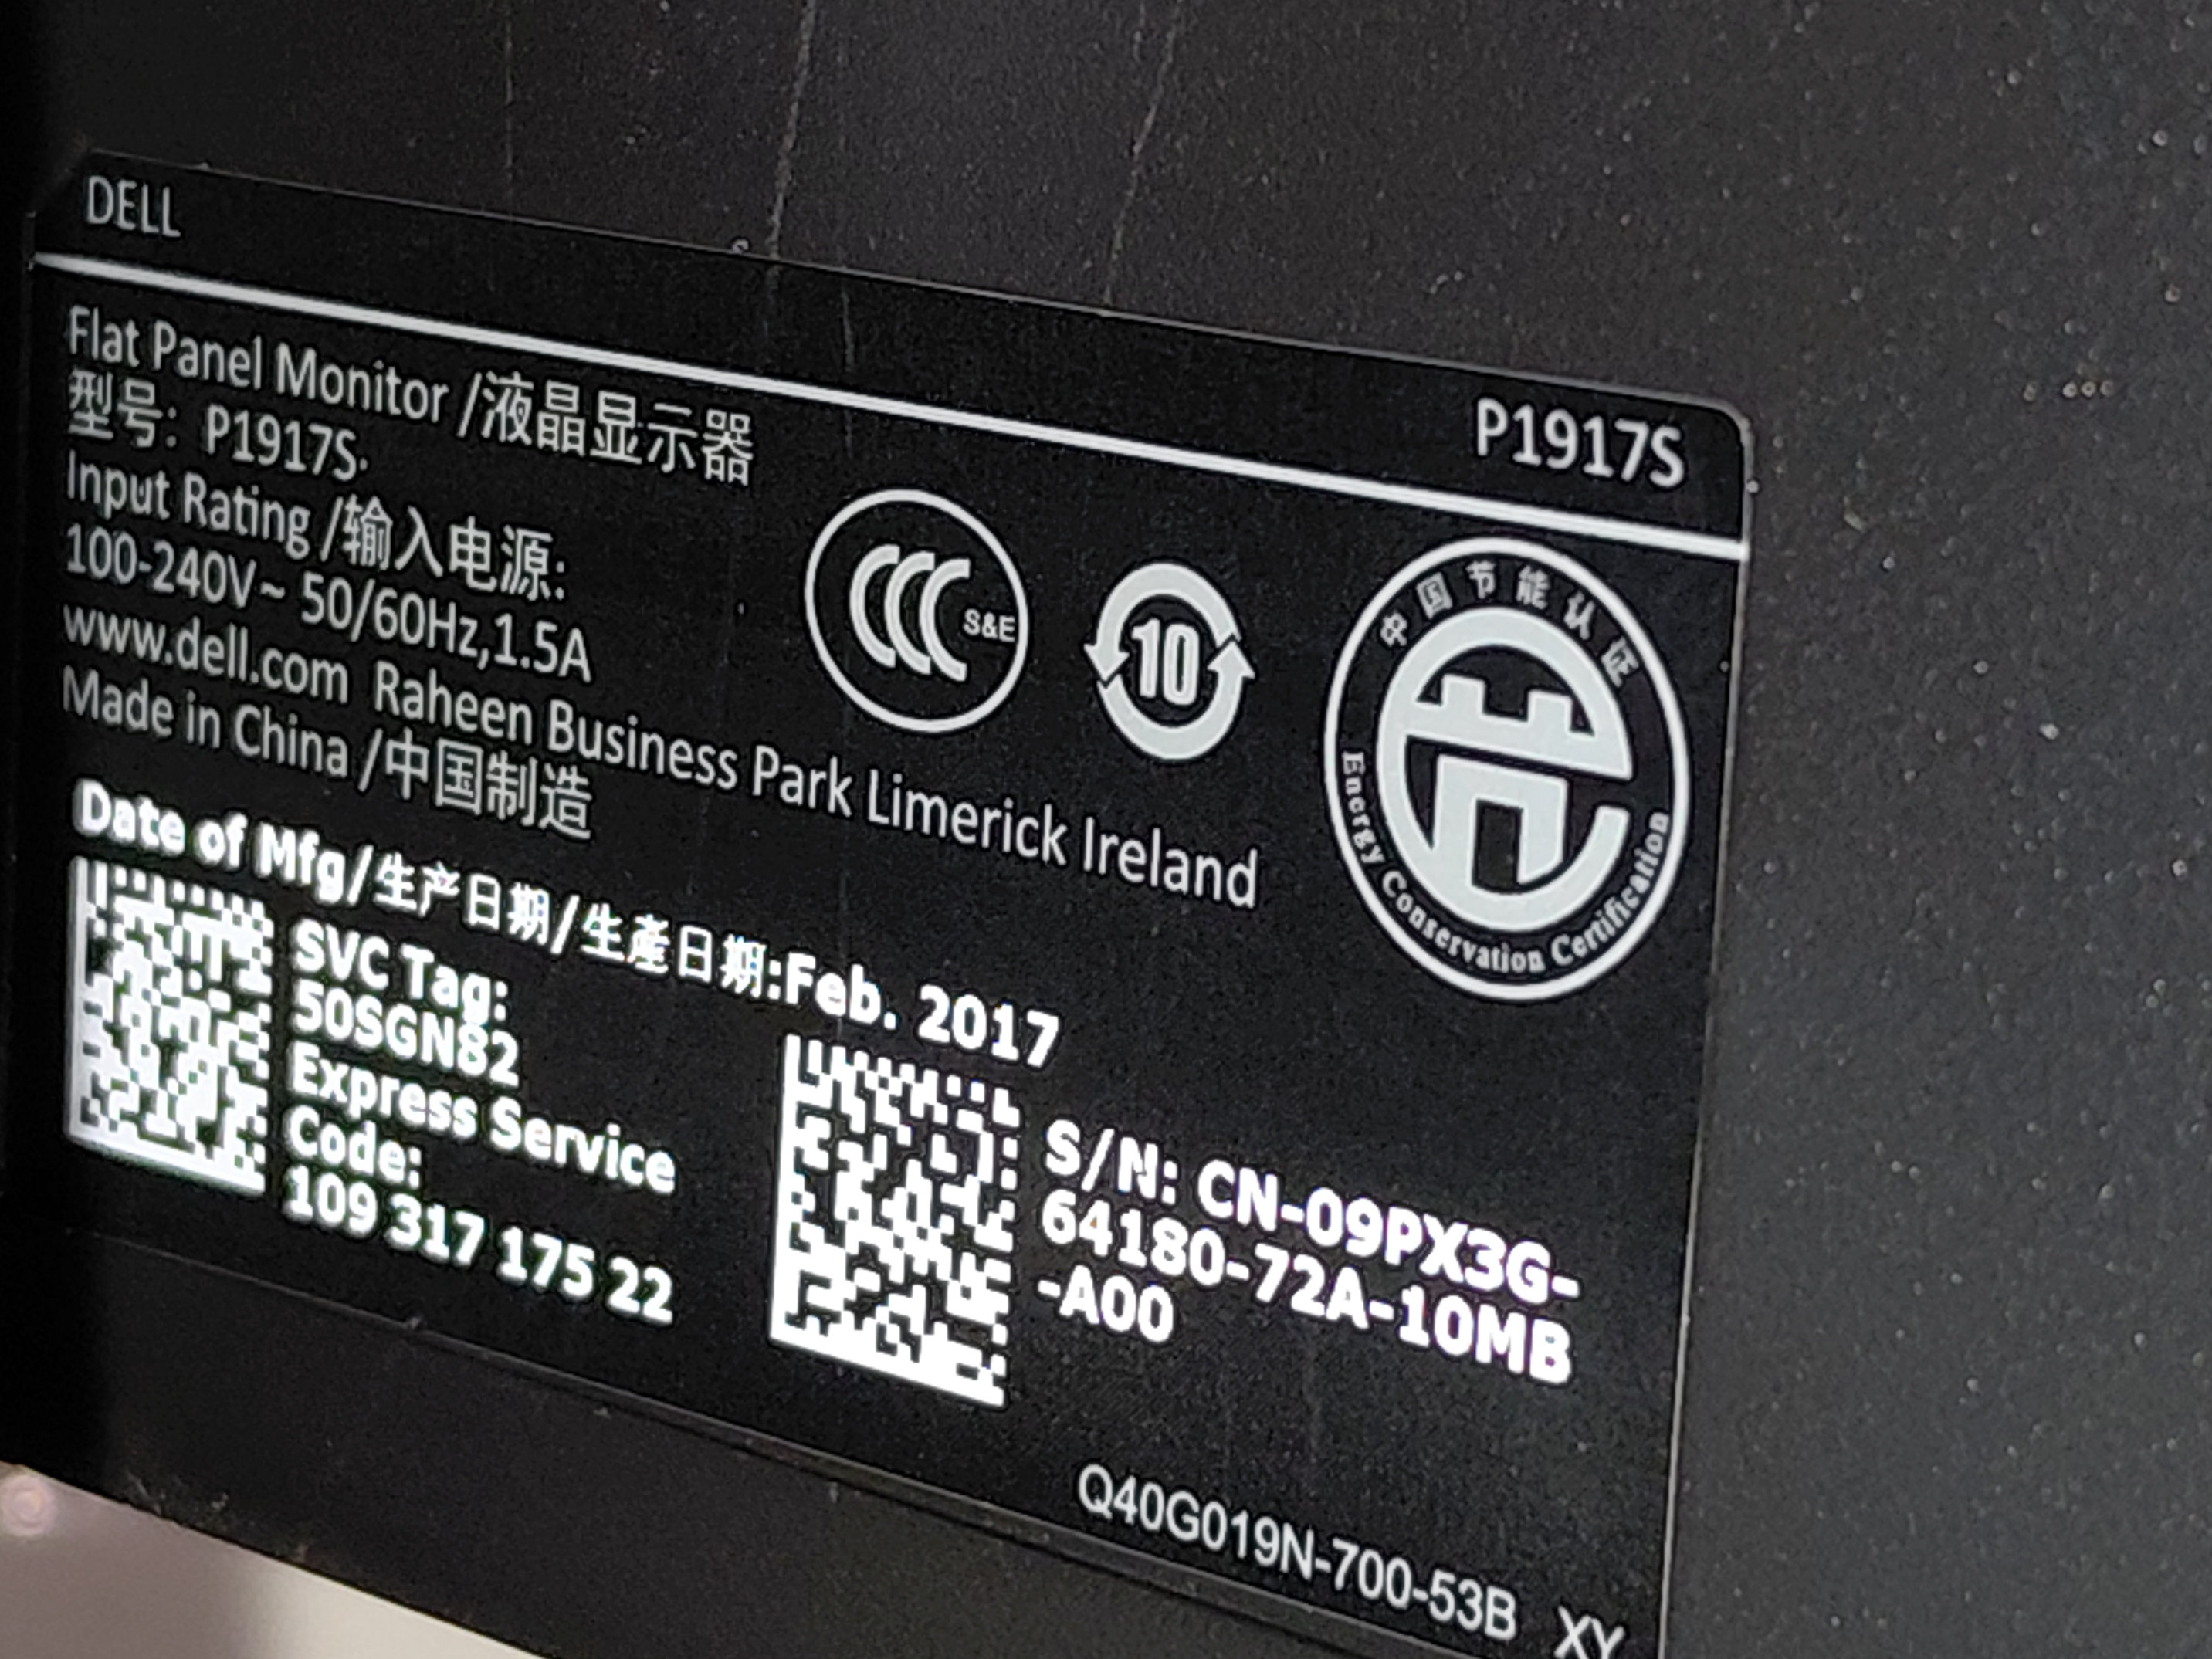 DELL
P1917S
Flat Panel Monitor /液晶显示器
型号: P1917S
Input Rating /输入电源:
100-240V~ 50/60Hz,1.5A
www.dell.com Raheen Business Park Limerick Ireland
Made in China /中国制造
CCC S&E
10
中国节能认证
Energy Conservation Certification
Date of Mfg/生产日期/生產日期:Feb. 2017
SVC Tag:
50SGN82
Express Service
Code:
109 317 175 22
S/N: CN-09PX3G-
64180-72A-10MB
-A00
Q40G019N-700-53B XY